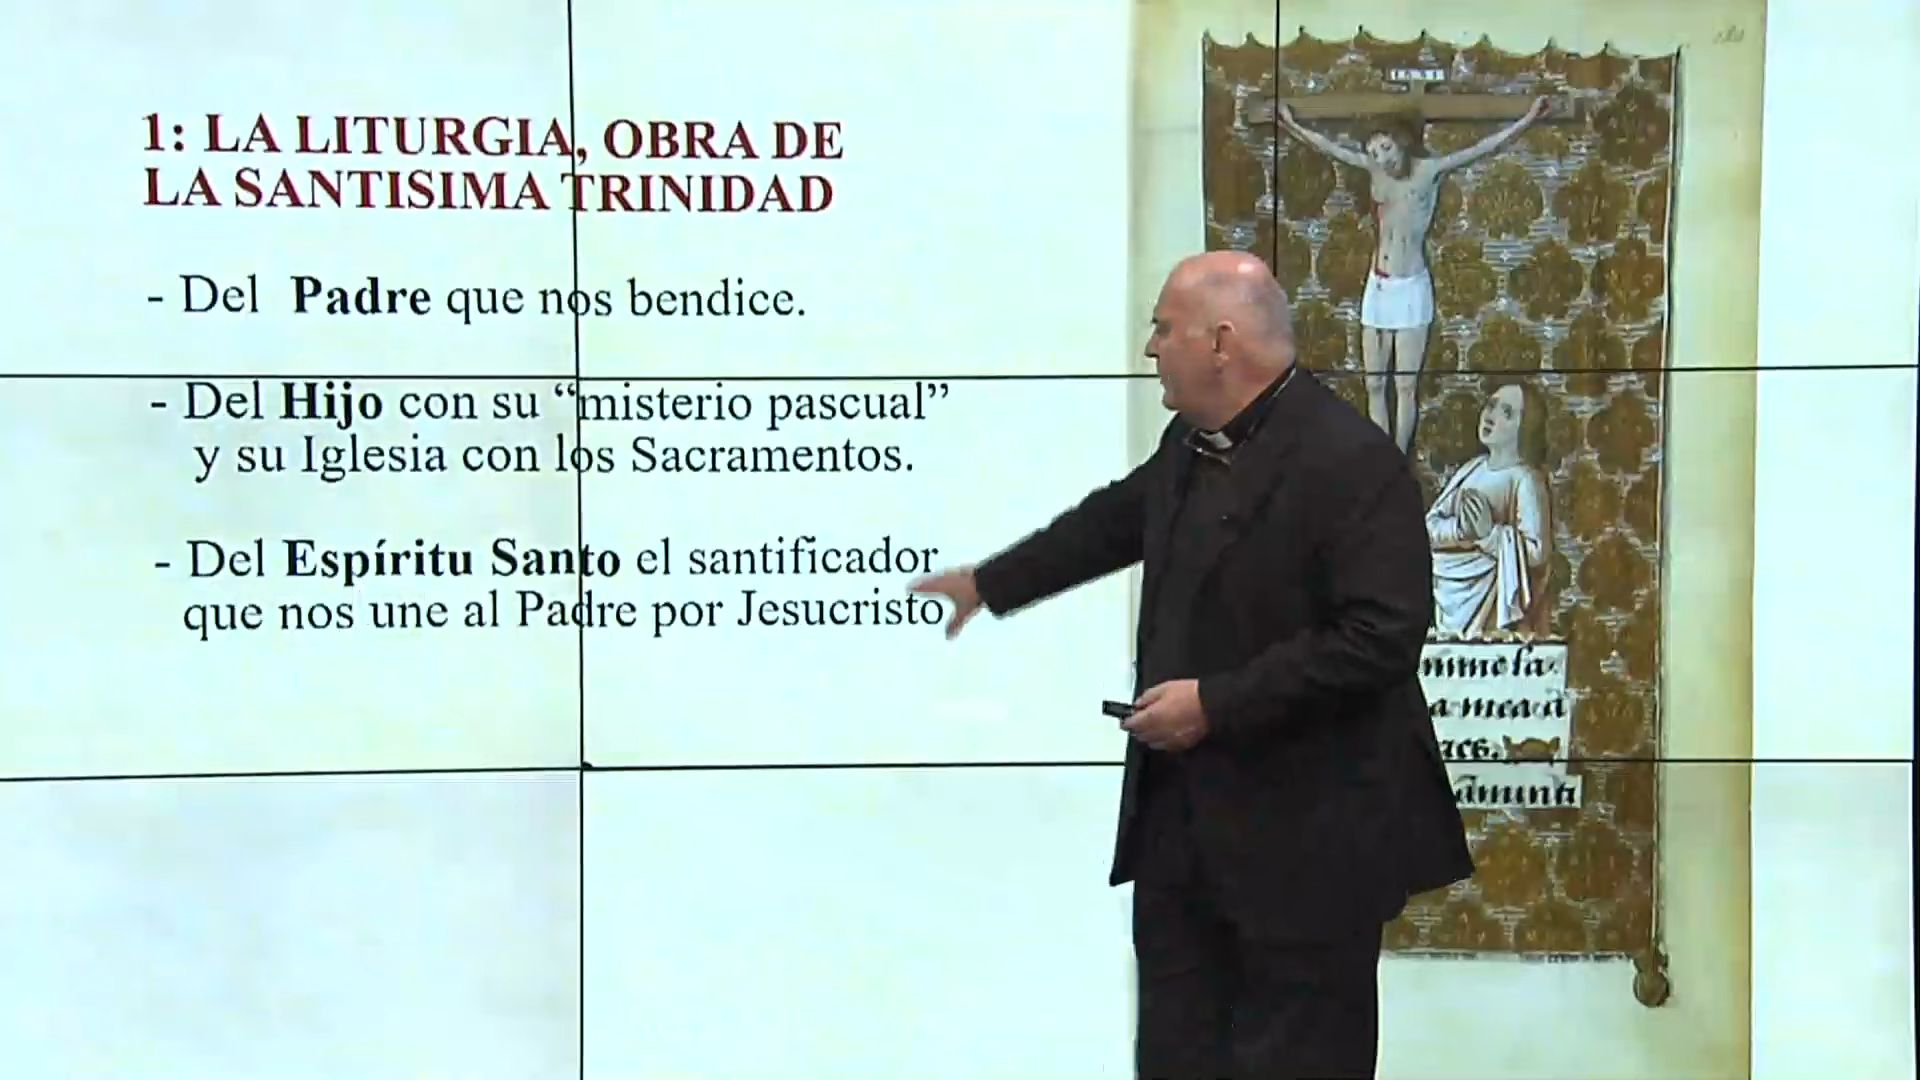 1: LA LITURGIA, OBRA DE
LA SANTISIMA TRINIDAD
- Del Padre que nos bendice.
- Del Hijo con su “misterio pascual”
y su Iglesia con los Sacramentos.
- Del Espíritu Santo el santificador
que nos une al Padre por Jesucristo